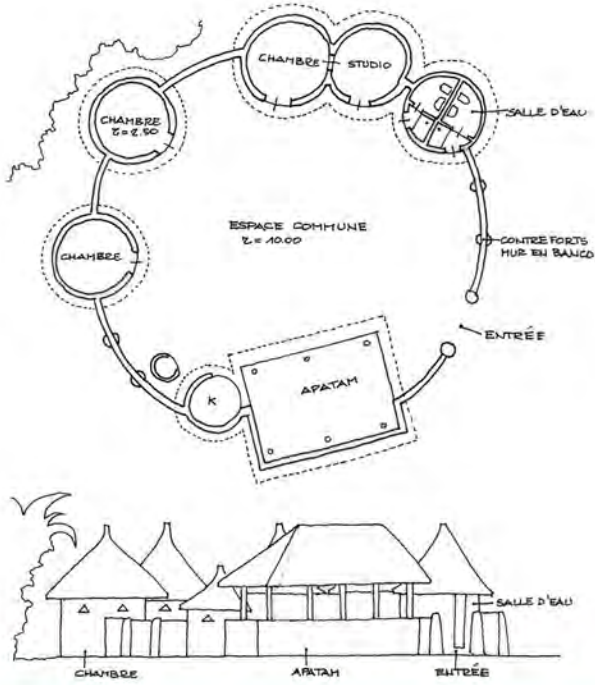 CHAMBRE
STUDIO
CHAMBRE
r=2.50
SALLE D'EAU
ESPACE COMMUNE
r=10.00
CHAMBRE
CONTREFORTS
MUR EN BANCO
ENTRÉE
APATAM
K
SALLE D'EAU
CHAMBRE
APATAM
ENTRÉE